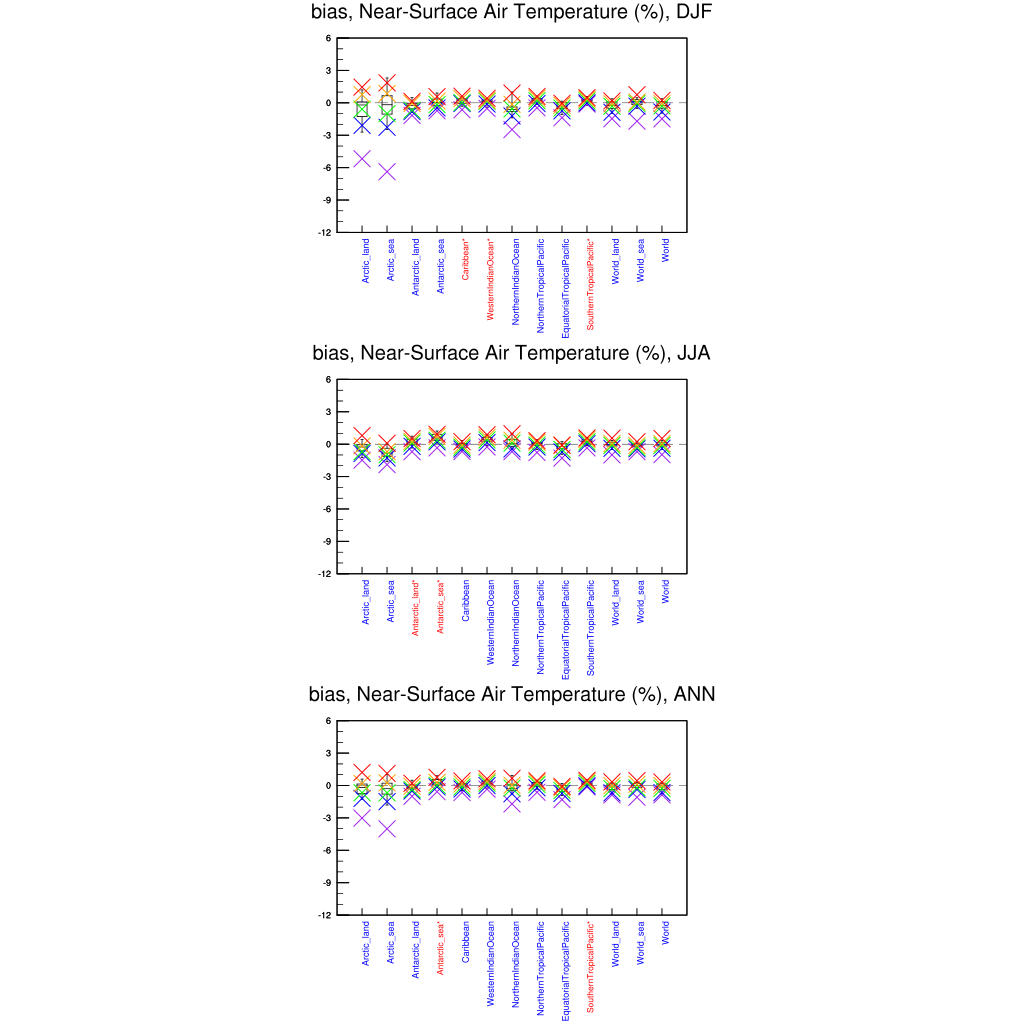 bias, Near-Surface Air Temperature (%), DJF
6
3
0
-3
-6
-9
-12
Arctic_land
Arctic_sea
Antarctic_land
Antarctic_sea
Caribbean*
WesternIndianOcean*
NorthernIndianOcean
NorthernTropicalPacific
EquatorialTropicalPacific
SouthernTropicalPacific*
World_land
World_sea
World
bias, Near-Surface Air Temperature (%), JJA
6
3
0
-3
-6
-9
-12
Arctic_land
Arctic_sea
Antarctic_land*
Antarctic_sea*
Caribbean
WesternIndianOcean
NorthernIndianOcean
NorthernTropicalPacific
EquatorialTropicalPacific
SouthernTropicalPacific
World_land
World_sea
World
bias, Near-Surface Air Temperature (%), ANN
6
3
0
-3
-6
-9
-12
Arctic_land
Arctic_sea
Antarctic_land
Antarctic_sea*
Caribbean
WesternIndianOcean
NorthernIndianOcean
NorthernTropicalPacific
EquatorialTropicalPacific
SouthernTropicalPacific*
World_land
World_sea
World